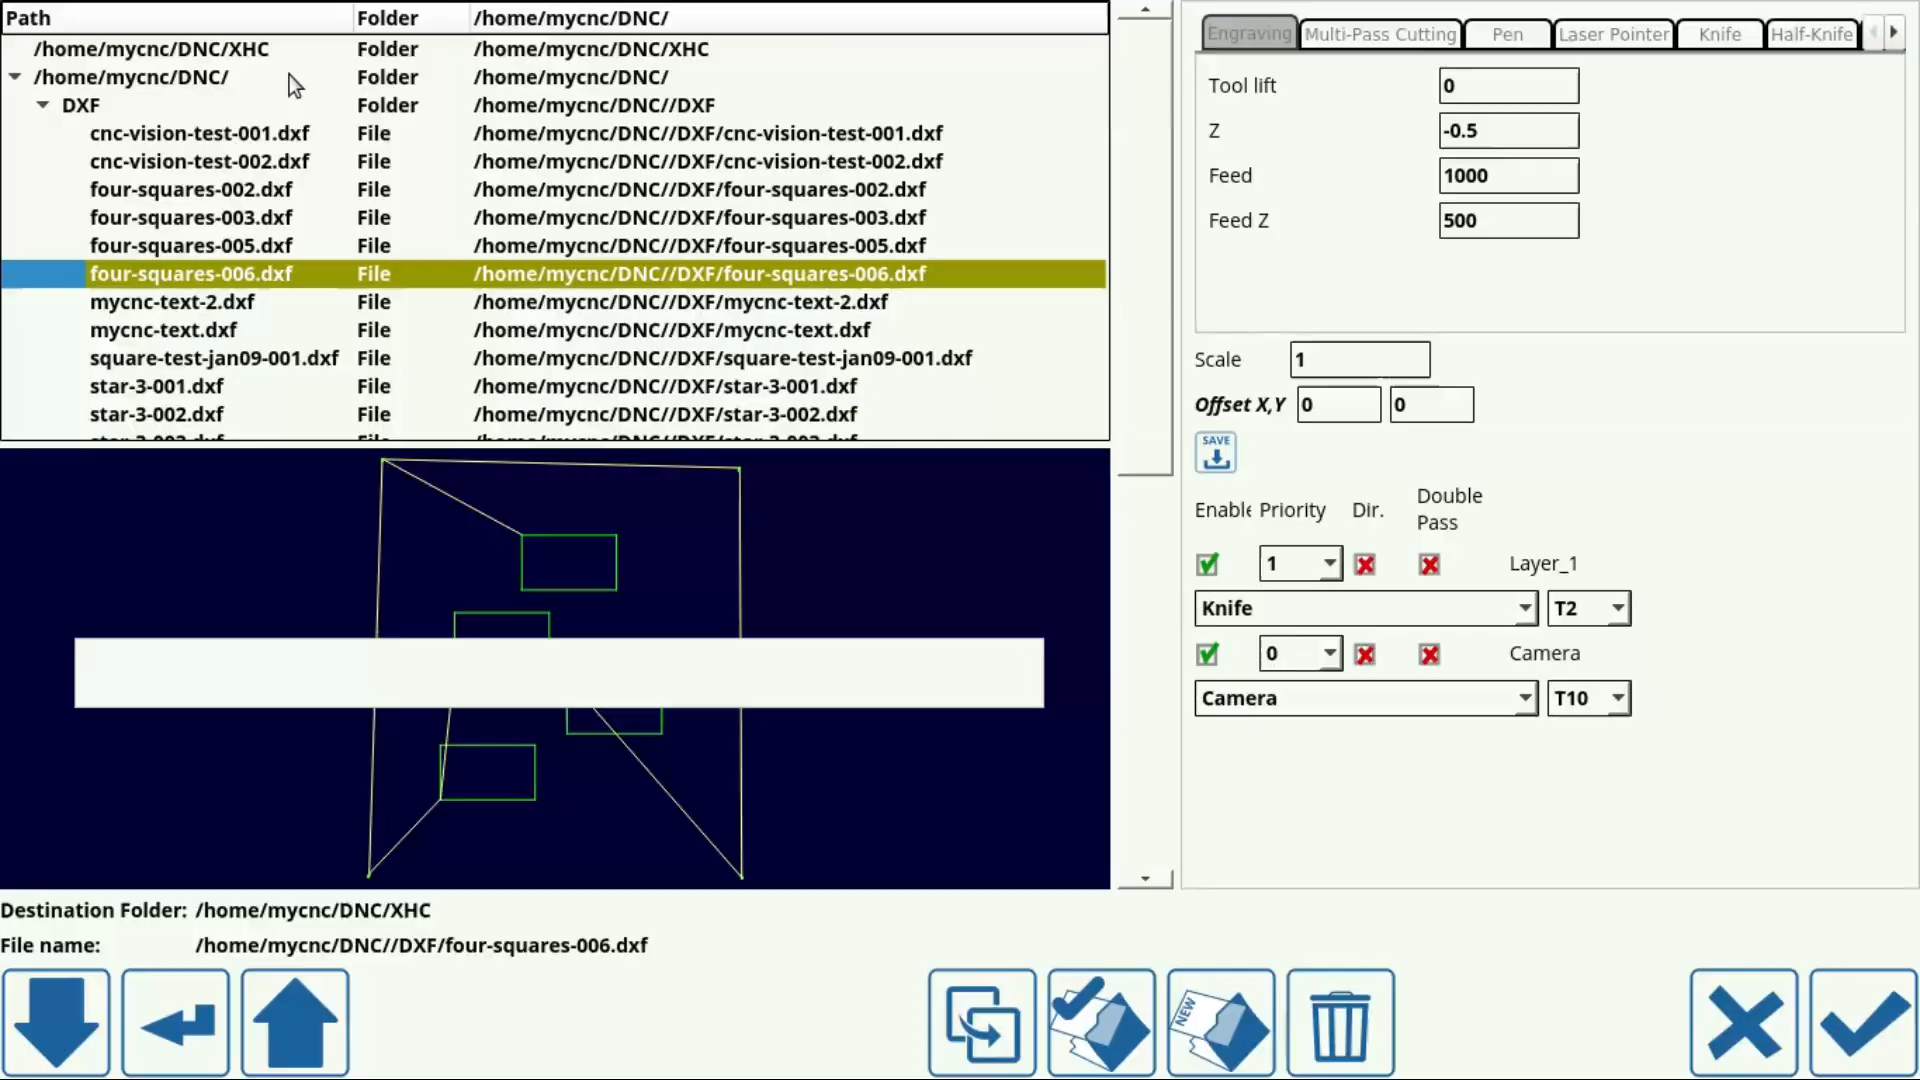 Path Folder /home/mycnc/DNC/
/home/mycnc/DNC/XHC Folder /home/mycnc/DNC/XHC
/home/mycnc/DNC/ Folder /home/mycnc/DNC/
DXF Folder /home/mycnc/DNC//DXF
cnc-vision-test-001.dxf File /home/mycnc/DNC//DXF/cnc-vision-test-001.dxf
cnc-vision-test-002.dxf File /home/mycnc/DNC//DXF/cnc-vision-test-002.dxf
four-squares-002.dxf File /home/mycnc/DNC//DXF/four-squares-002.dxf
four-squares-003.dxf File /home/mycnc/DNC//DXF/four-squares-003.dxf
four-squares-005.dxf File /home/mycnc/DNC//DXF/four-squares-005.dxf
four-squares-006.dxf File /home/mycnc/DNC//DXF/four-squares-006.dxf
mycnc-text-2.dxf File /home/mycnc/DNC//DXF/mycnc-text-2.dxf
mycnc-text.dxf File /home/mycnc/DNC//DXF/mycnc-text.dxf
square-test-jan09-001.dxf File /home/mycnc/DNC//DXF/square-test-jan09-001.dxf
star-3-001.dxf File /home/mycnc/DNC//DXF/star-3-001.dxf
star-3-002.dxf File /home/mycnc/DNC//DXF/star-3-002.dxf
Engraving Multi-Pass Cutting Pen Laser Pointer Knife Half-Knife
Tool lift 0
Z -0.5
Feed 1000
Feed Z 500
Scale 1
Offset X,Y 0 0
SAVE
Enable Priority Dir. Double Pass
1 Layer_1
Knife T2
0 Camera
Camera T10
Destination Folder: /home/mycnc/DNC/XHC
File name: /home/mycnc/DNC//DXF/four-squares-006.dxf
NEW